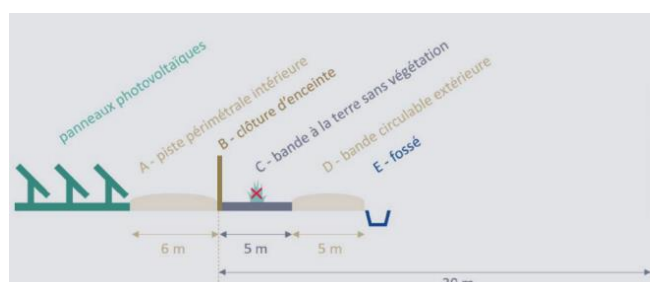 panneaux photovoltaïques
A - piste périmétrale intérieure
B - clôture d'enceinte
C - bande à la terre sans végétation
D - bande circulable extérieure
E - fossé
6 m
5 m
5 m